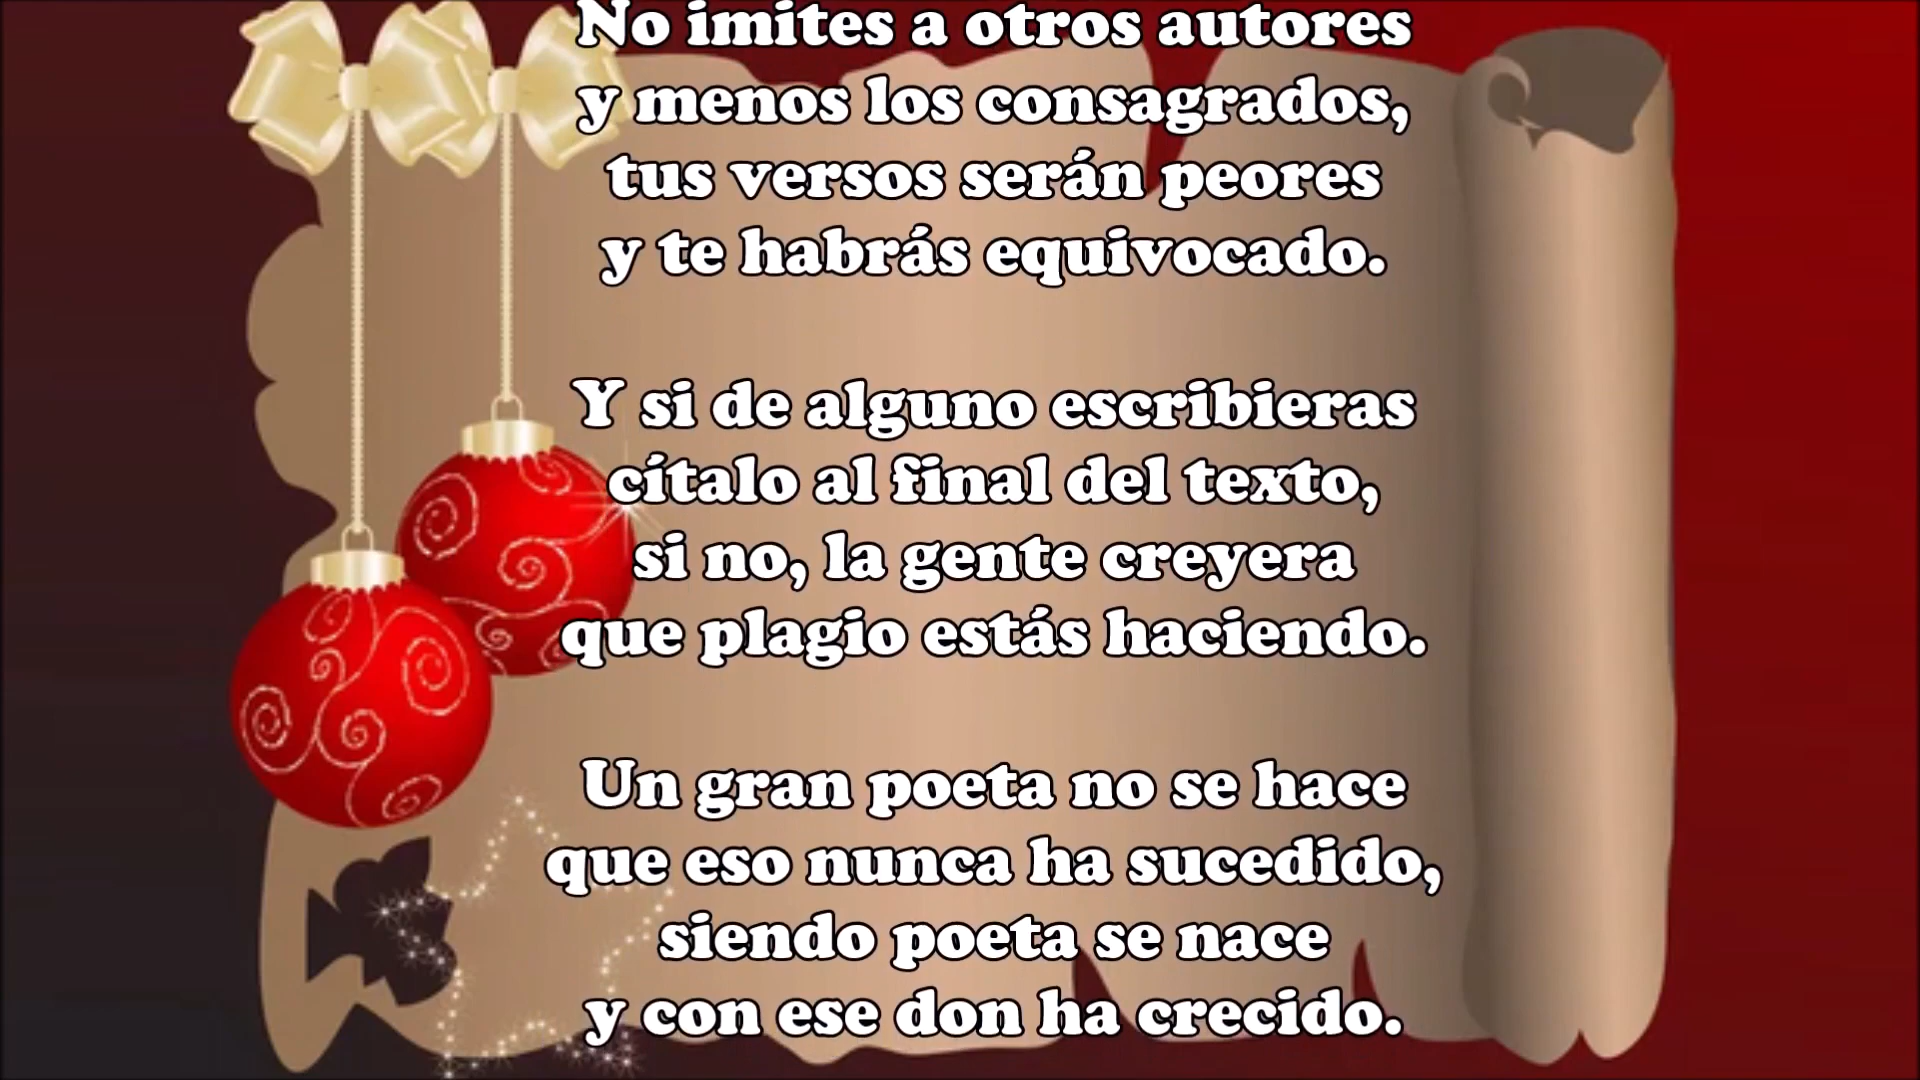 No imites a otros autores
y menos los consagrados,
tus versos serán peores
y te habrás equivocado.
Y si de alguno escribieras
cítalo al final del texto,
si no, la gente creyera
que plagio estás haciendo.
Un gran poeta no se hace
que eso nunca ha sucedido,
siendo poeta se nace
y con ese don ha crecido.